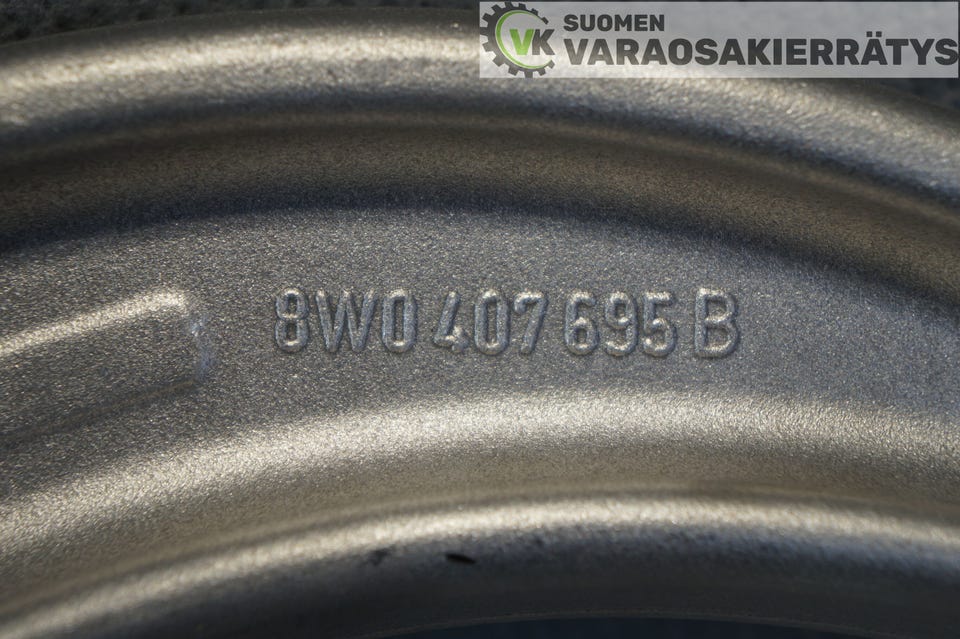 VK SUOMEN
VARAOSAKIERRÄTYS
8W0 407 695 B